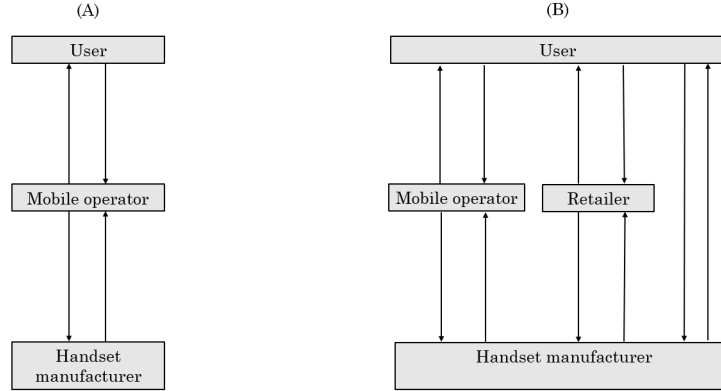 (A)
User
Mobile operator
Handset
manufacturer
(B)
User
Mobile operator
Retailer
Handset manufacturer